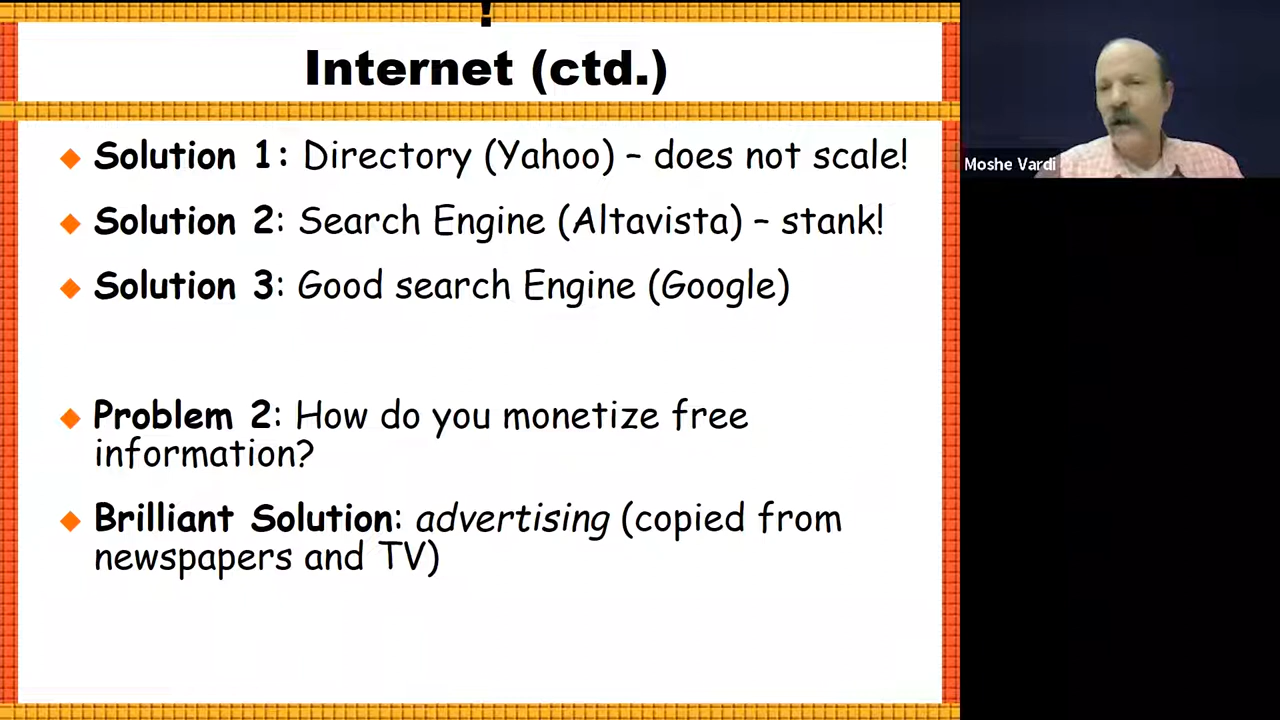 !
Internet (ctd.)
◆ Solution 1: Directory (Yahoo) – does not scale!
◆ Solution 2: Search Engine (Altavista) – stank!
◆ Solution 3: Good search Engine (Google)
◆ Problem 2: How do you monetize free
information?
◆ Brilliant Solution: advertising (copied from
newspapers and TV)
Moshe Vardi